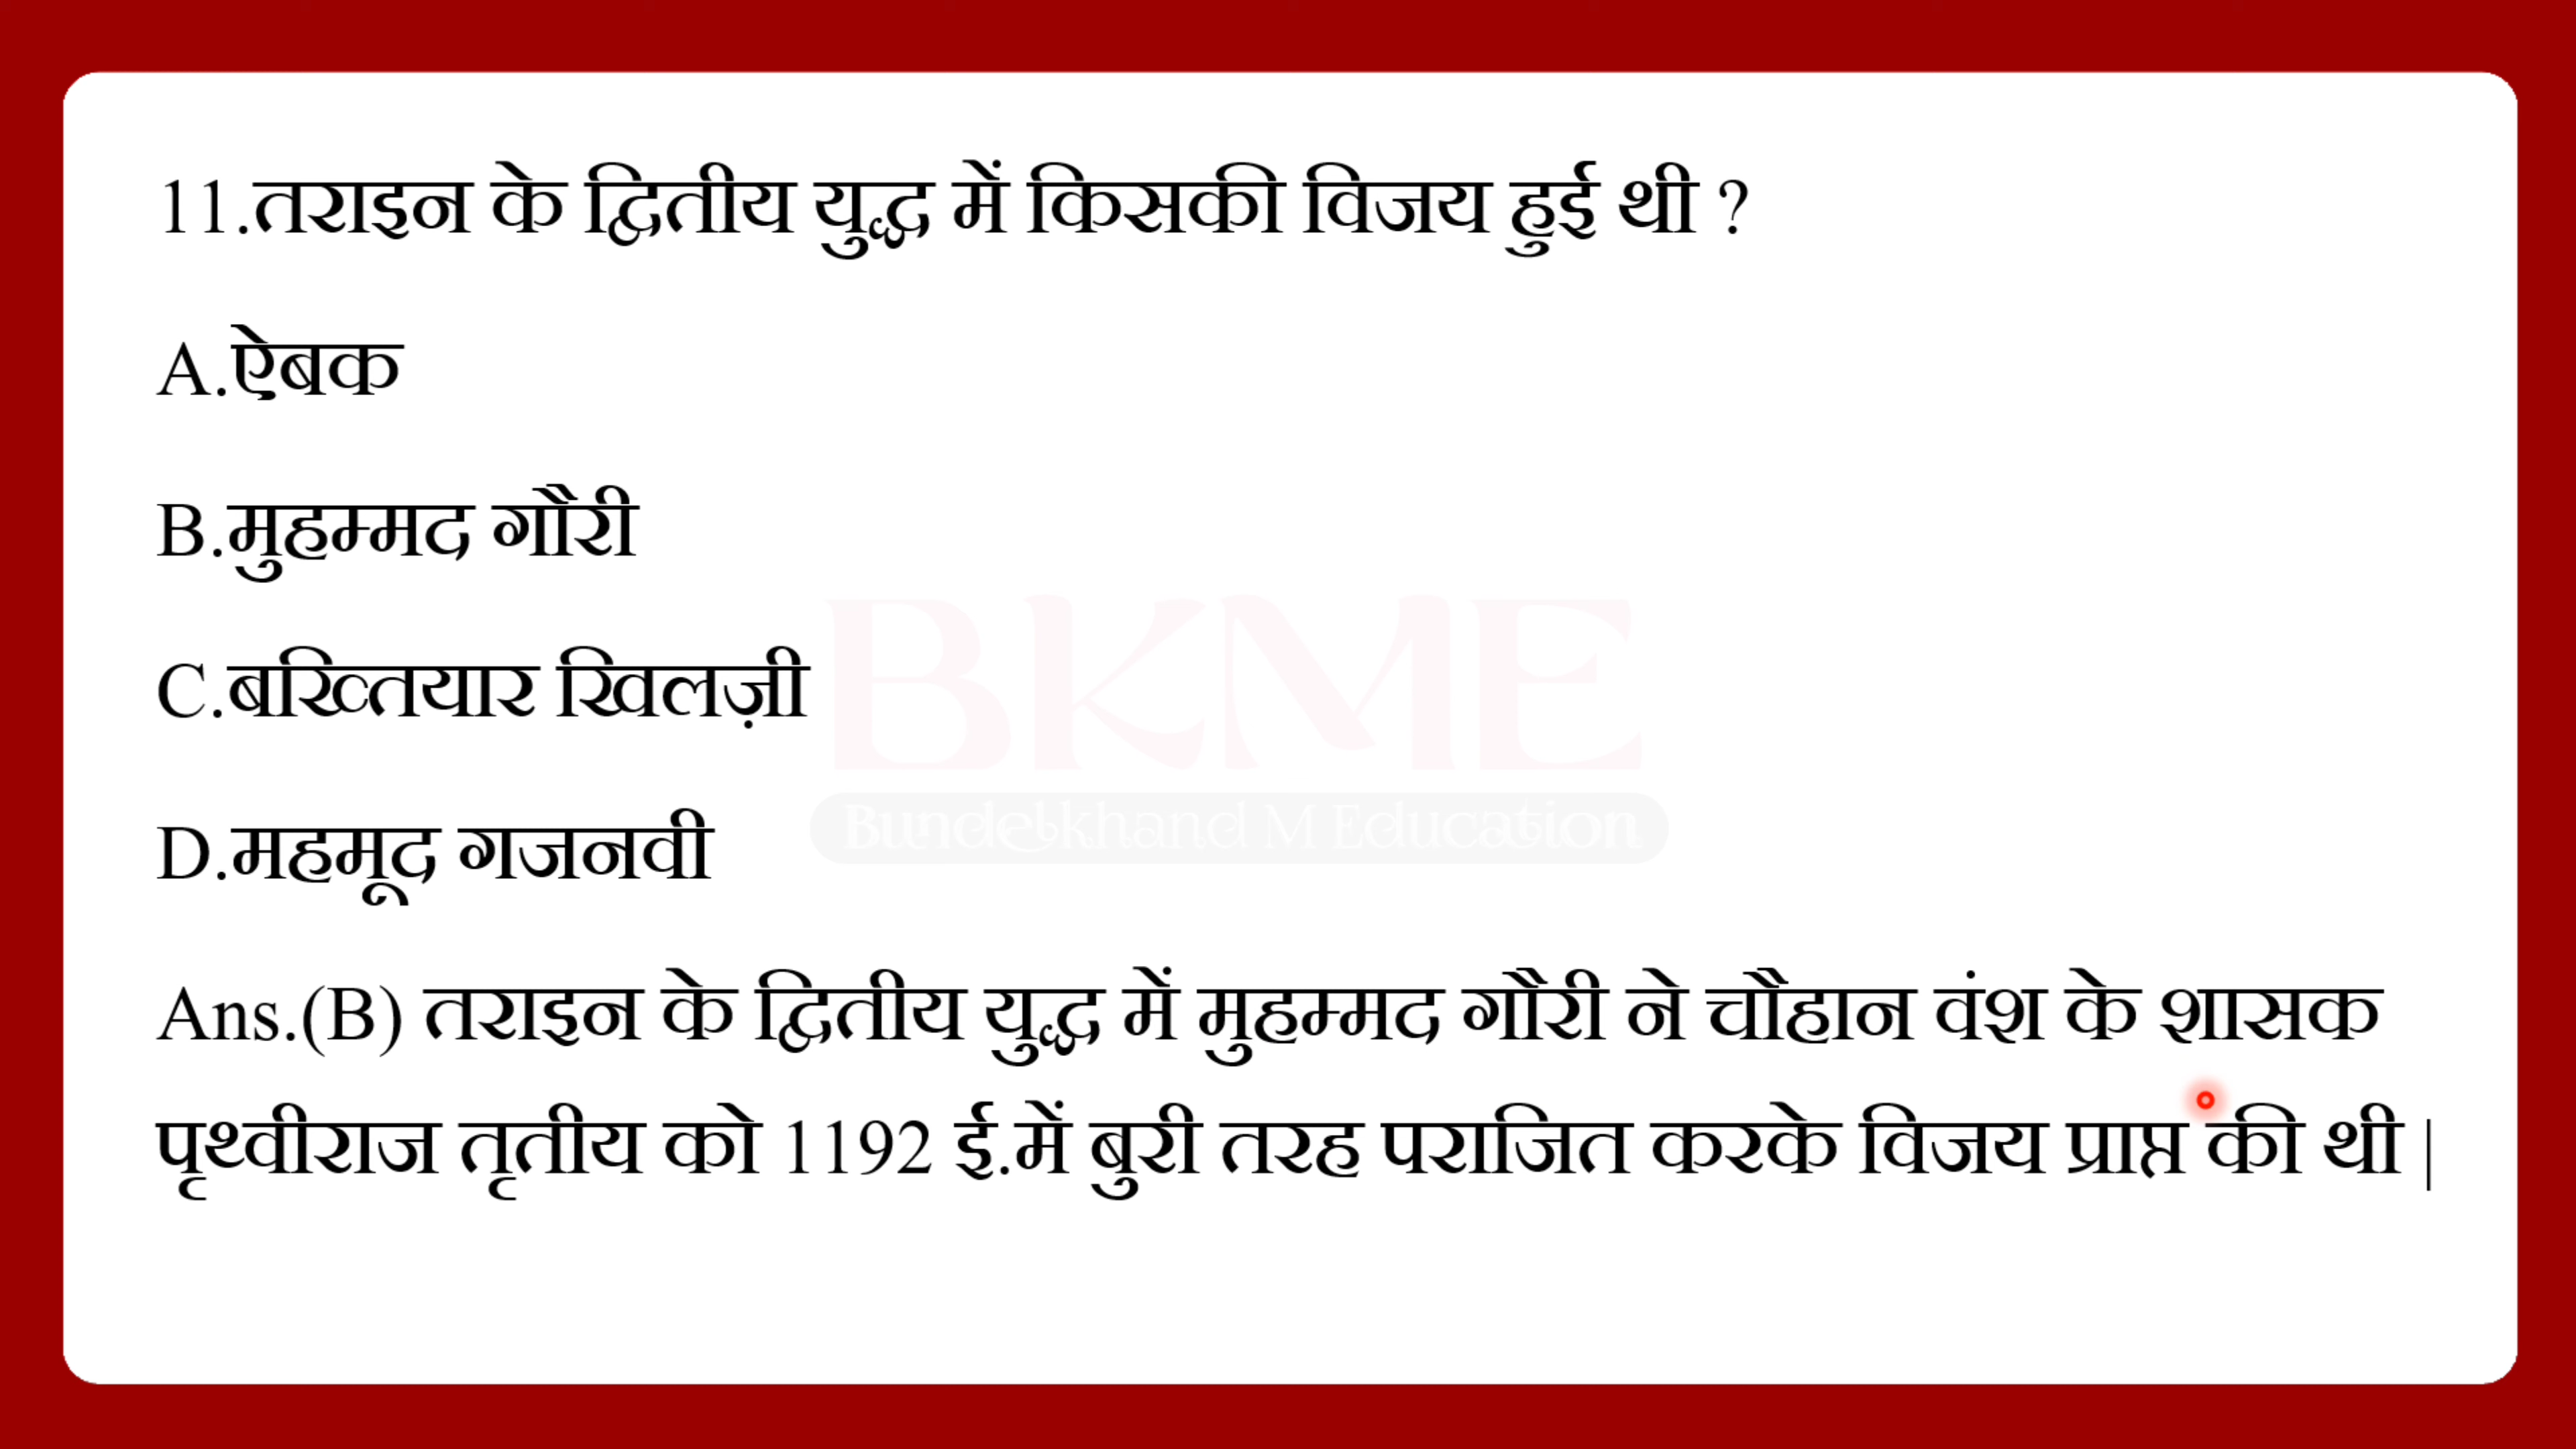 11.तराइन के द्वितीय युद्ध में किसकी विजय हुई थी ?
A.ऐबक
B.मुहम्मद गौरी
C.बख्तियार खिलज़ी
BKME
Bundelkhand M Education
D.महमूद गजनवी
Ans.(B) तराइन के द्वितीय युद्ध में मुहम्मद गौरी ने चौहान वंश के शासक
पृथ्वीराज तृतीय को 1192 ई.में बुरी तरह पराजित करके विजय प्राप्त की थी |